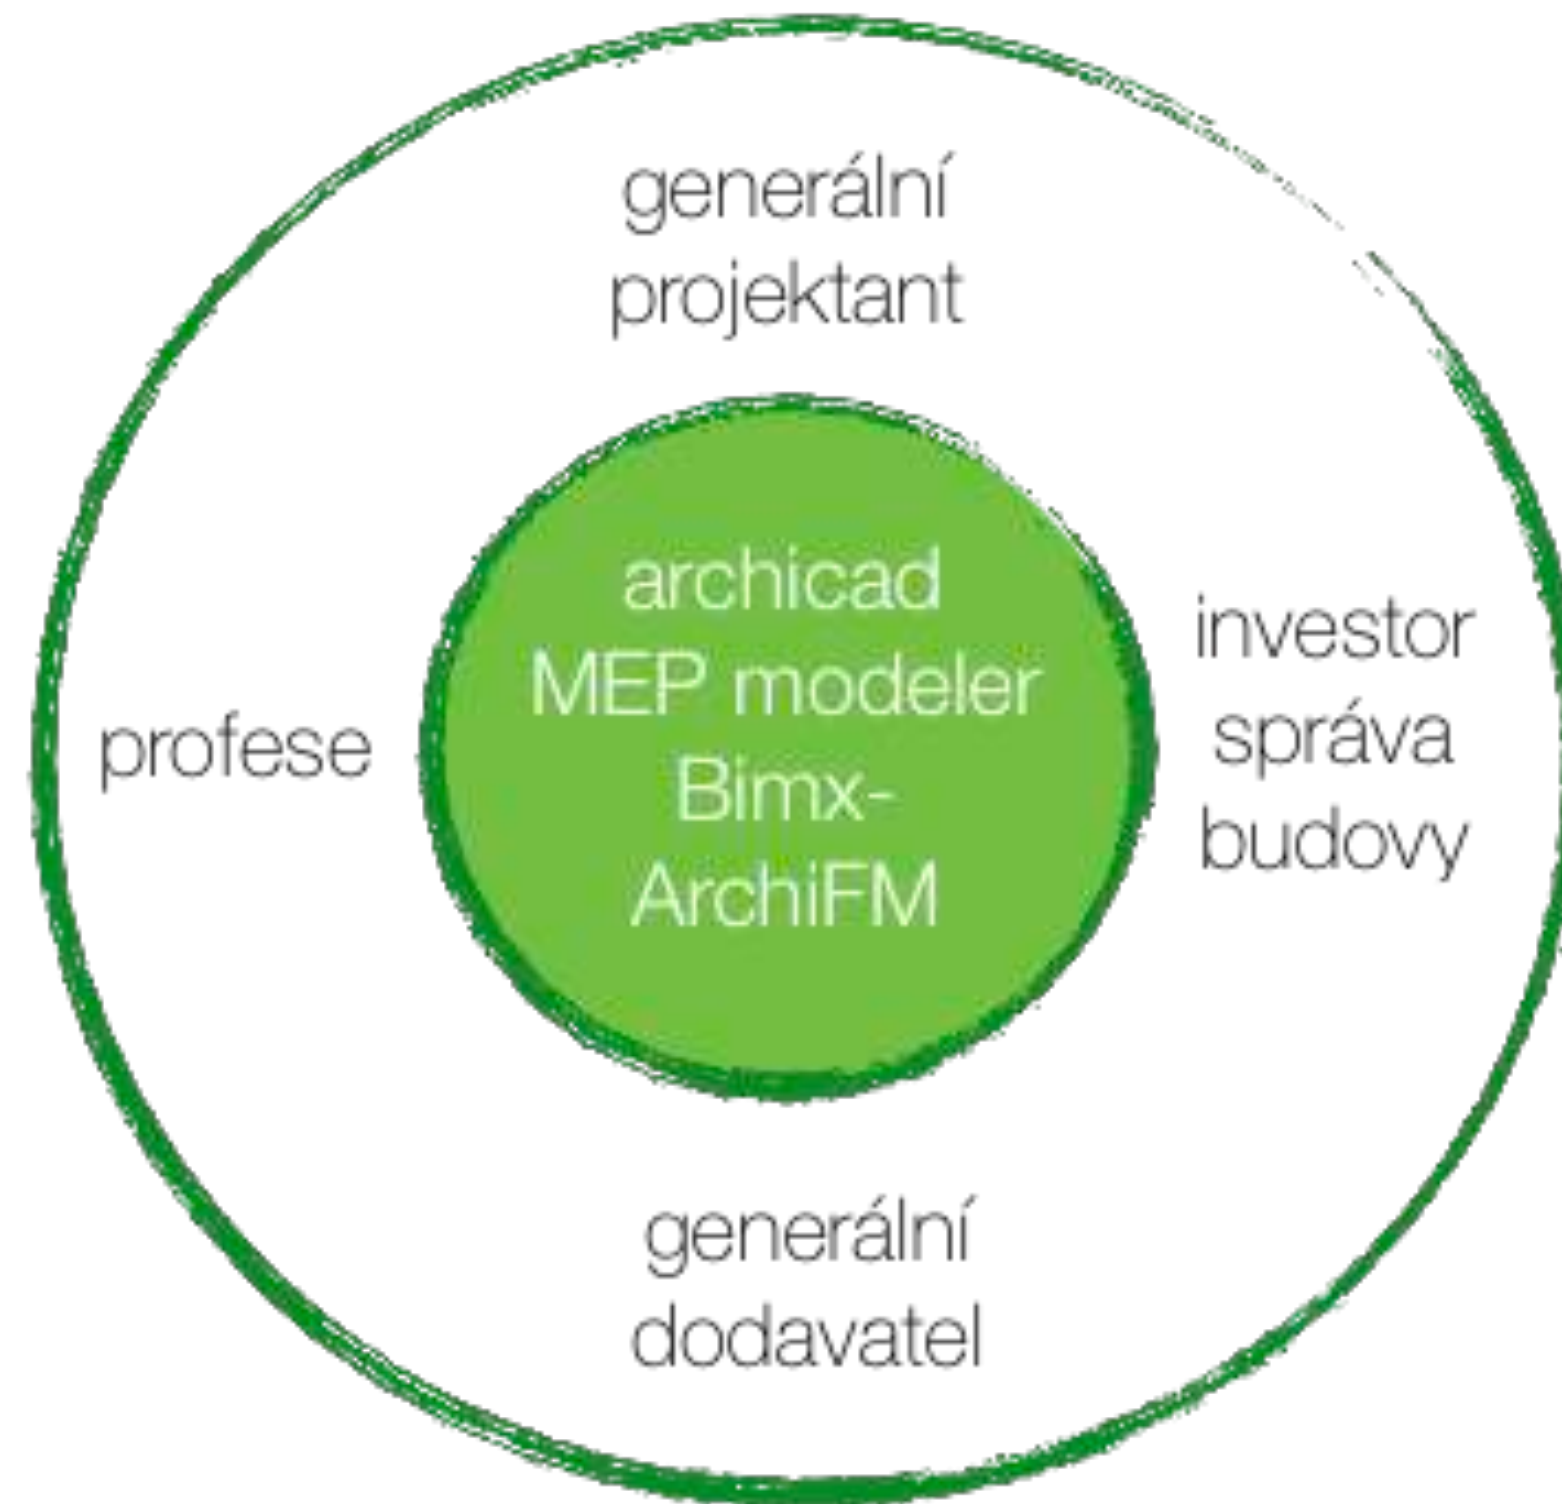 generální
projektant
archicad
MEP modeler
Bimx-
ArchiFM
profese
investor
správa
budovy
generální
dodavatel